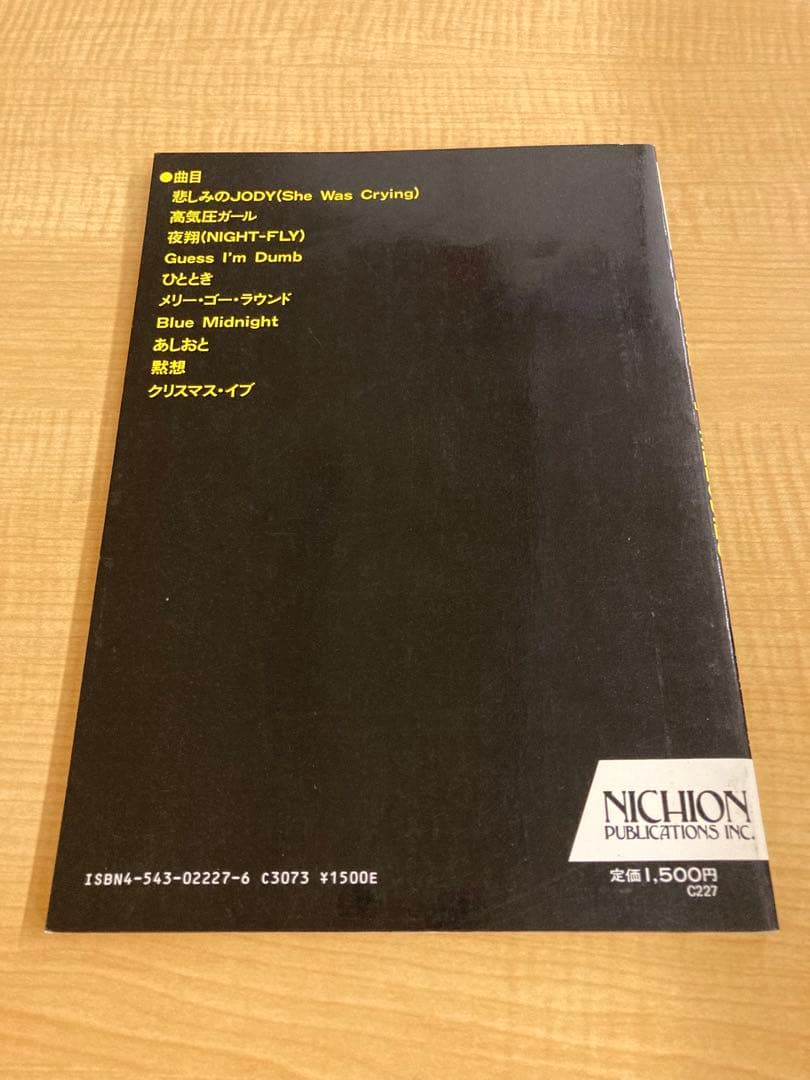 ●曲目
悲しみのJODY(She Was Crying)
高気圧ガール
夜翔(NIGHT-FLY)
Guess I'm Dumb
ひととき
メリー・ゴー・ラウンド
Blue Midnight
あしおと
黙想
クリスマス・イブ
NICHION
PUBLICATIONS INC.
ISBN4-543-02227-6 C3073 ¥1500E
定価1,500円
C227